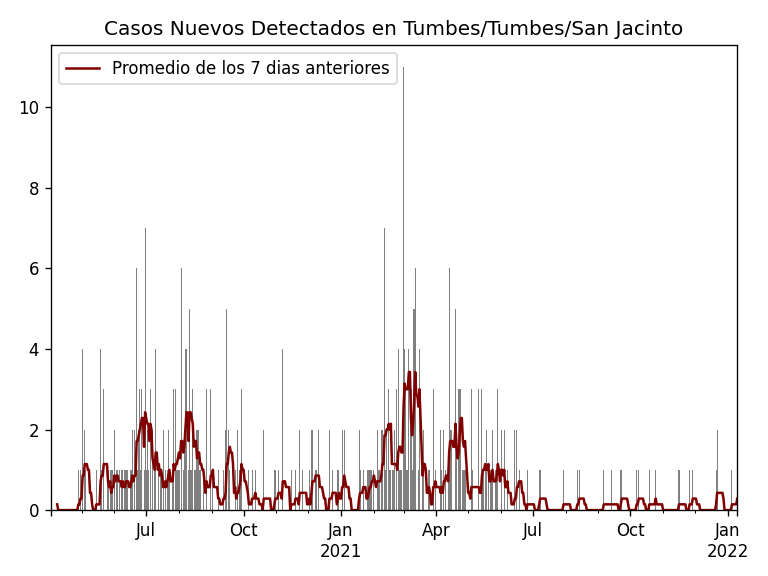 Casos Nuevos Detectados en Tumbes/Tumbes/San Jacinto
Promedio de los 7 dias anteriores
10
8
6
4
2
0
Jul Oct Jan Apr Jul Oct Jan
2021 2022